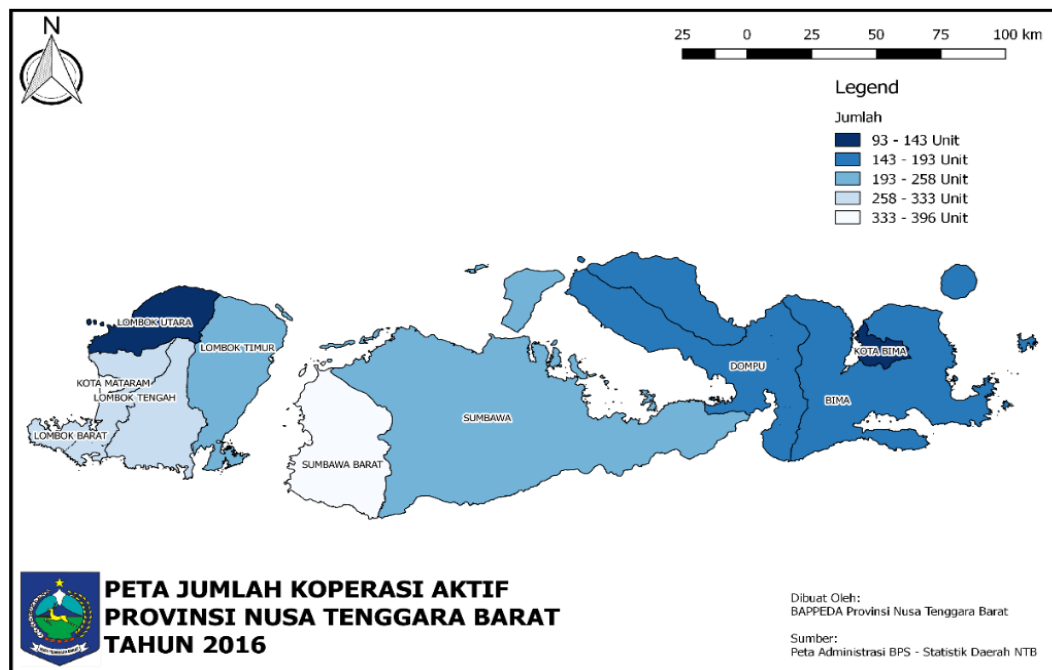 N
25 0 25 50 75 100 km
Legend
Jumlah
93 - 143 Unit
143 - 193 Unit
193 - 258 Unit
258 - 333 Unit
333 - 396 Unit
LOMBOK UTARA
LOMBOK TIMUR
KOTA MATARAM
LOMBOK TENGAH
LOMBOK BARAT
SUMBAWA BARAT
SUMBAWA
DOMPU
KOTA BIMA
BIMA
PETA JUMLAH KOPERASI AKTIF
PROVINSI NUSA TENGGARA BARAT
TAHUN 2016
Dibuat Oleh:
BAPPEDA Provinsi Nusa Tenggara Barat
Sumber:
Peta Administrasi BPS - Statistik Daerah NTB